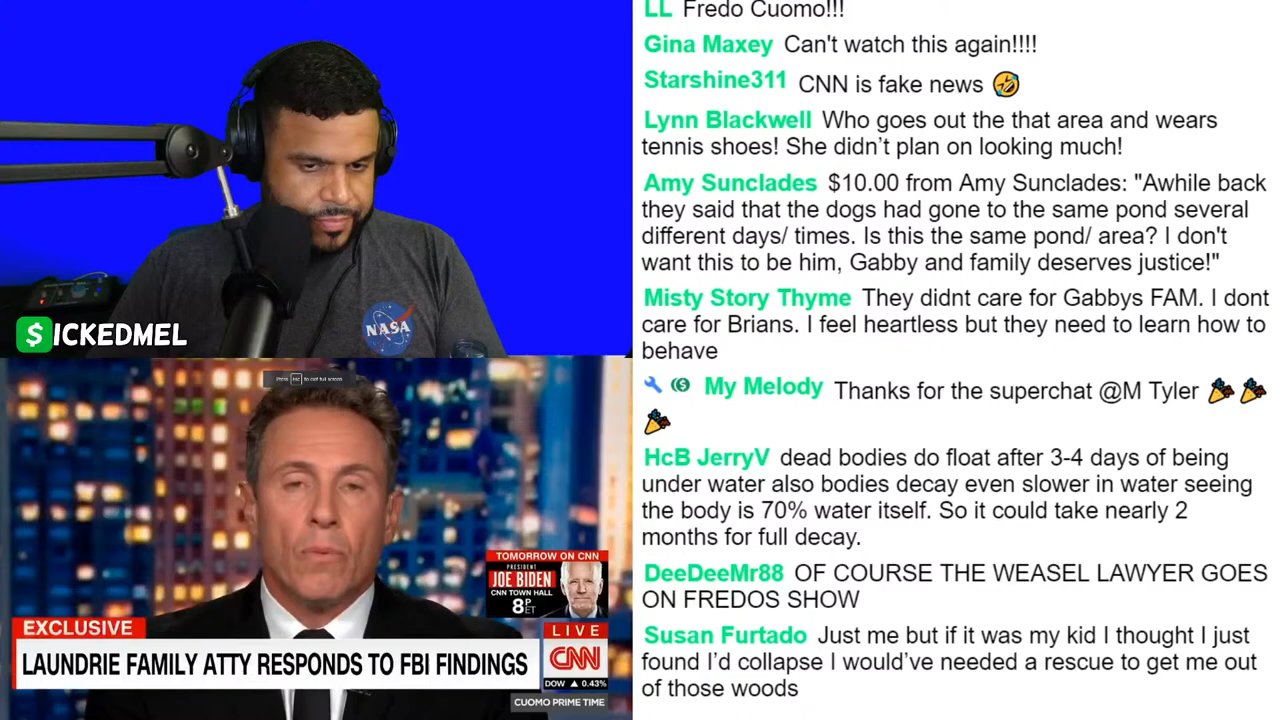 NASA
$ICKEDMEL
Press esc to exit full screen
TOMORROW ON CNN
PRESIDENT
JOE BIDEN
CNN TOWN HALL
8PET
EXCLUSIVE
LAUNDRIE FAMILY ATTY RESPONDS TO FBI FINDINGS
LIVE
CNN
DOW ▲ 0.43%
CUOMO PRIME TIME
LL Fredo Cuomo!!!
Gina Maxey Can't watch this again!!!!
Starshine311 CNN is fake news 🤣
Lynn Blackwell Who goes out the that area and wears
tennis shoes! She didn’t plan on looking much!
Amy Sunclades $10.00 from Amy Sunclades: "Awhile back
they said that the dogs had gone to the same pond several
different days/ times. Is this the same pond/ area? I don't
want this to be him, Gabby and family deserves justice!"
Misty Story Thyme They didnt care for Gabbys FAM. I dont
care for Brians. I feel heartless but they need to learn how to
behave
My Melody Thanks for the superchat @M Tyler 🎉🎉
🎉
HcB JerryV dead bodies do float after 3-4 days of being
under water also bodies decay even slower in water seeing
the body is 70% water itself. So it could take nearly 2
months for full decay.
DeeDeeMr88 OF COURSE THE WEASEL LAWYER GOES
ON FREDOS SHOW
Susan Furtado Just me but if it was my kid I thought I just
found I’d collapse I would’ve needed a rescue to get me out
of those woods